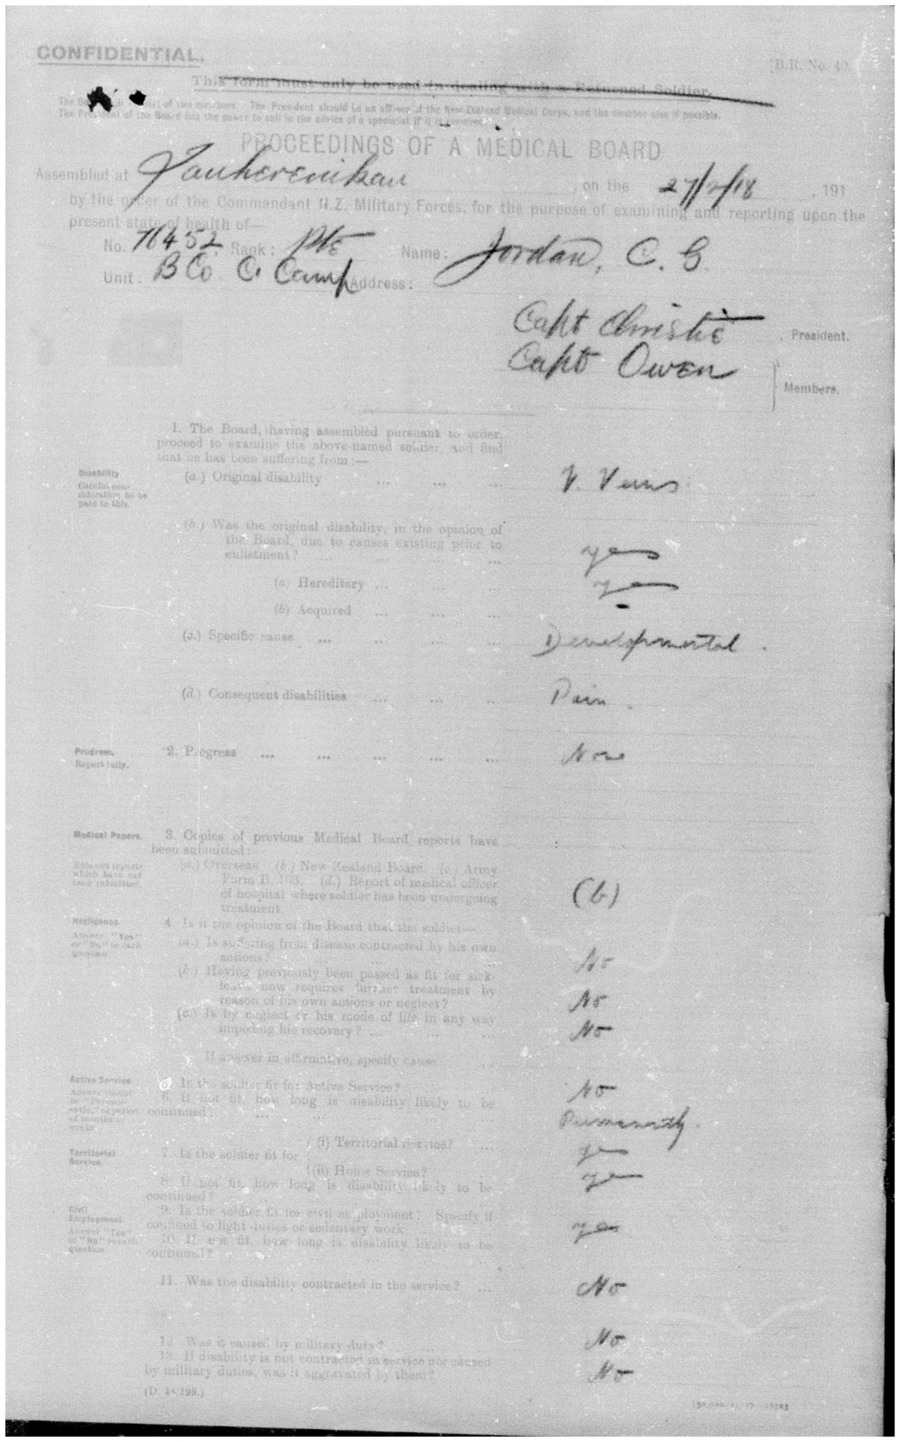 CONFIDENTIAL.
[B.R. No. 40.
This form must only be used in dealing with a Returned Soldier.
The Board of two members. The President should be an officer of the New Zealand Medical Corps, and the member also if possible.
The President of the Board has the power to call in the advice of a specialist if it is required.
PROCEEDINGS OF A MEDICAL BOARD
Assembled at Tauherenikau, on the 27/2/18, 191
by the order of the Commandant N.Z. Military Forces, for the purpose of examining and reporting upon the
present state of health of—
No. 76452 Rank: Pte Name: Jordan, C. G.
Unit: B Co C1 Camp Address:
Capt Christie, President.
Capt Owen
Members.
1. The Board, having assembled pursuant to order,
proceed to examine the above-named soldier, and find
that he has been suffering from:—
Disability.
Careful con-
sideration to be
paid to this.
(a.) Original disability ... ... ... V. Veins
(b.) Was the original disability, in the opinion of
the Board, due to causes existing prior to
enlistment? ... ... yes
(a) Hereditary ... ... ... yes
(b) Acquired ... ... ... -
(c.) Specific cause ... ... ... ... Developmental.
(d.) Consequent disabilities ... ... ... Pain.
Progress.
Report fully.
2. Progress ... ... ... ... ... None
Medical Papers.
3. Copies of previous Medical Board reports have
been submitted:—
Relevant reports
which have not
been submitted
(a.) Overseas (b.) New Zealand Board (c.) Army
Form B. 103. (d.) Report of medical officer
of hospital where soldier has been undergoing
treatment. (b)
Negligence.
Answer "Yes"
or "No" to each
question
4. Is it the opinion of the Board that the soldier—
(a.) Is suffering from disease contracted by his own
actions? ... No
(b.) Having previously been passed as fit for sick-
leave now requires further treatment by
reason of his own actions or neglect? No
(c.) Is by neglect or his mode of life in any way
impeding his recovery? ... No
If answer in affirmative, specify cause ...
Active Service.
5. Is the soldier fit for Active Service? No
6. If not fit, how long is disability likely to be
continued? ... Permanently.
Territorial
Service.
7. Is the soldier fit for
(i) Territorial Service? ... yes
(ii) Home Service? yes
8. If not fit, how long is disability likely to be
continued?
Civil
Employment.
Answer "Yes"
or "No" to each
question.
9. Is the soldier fit for civil employment? Specify if
confined to light duties or sedentary work yes
10. If not fit, how long is disability likely to be
continued?
11. Was the disability contracted in the service? ... No
12. Was it caused by military duty? No
13. If disability is not contracted in service nor caused
by military duties, was it aggravated by them? No